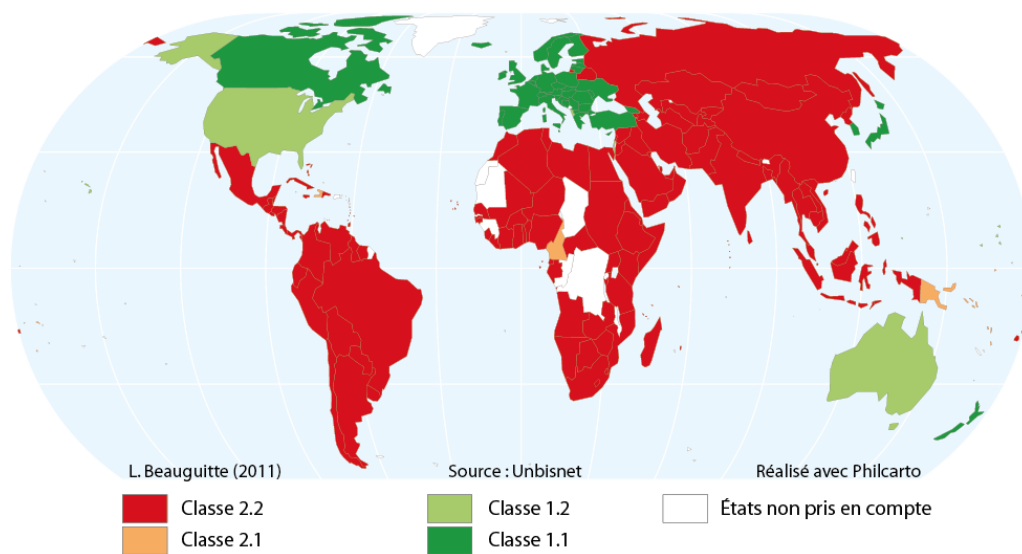 L. Beauguitte (2011) Source : Unbisnet Réalisé avec Philcarto
Classe 2.2 Classe 1.2 États non pris en compte
Classe 2.1 Classe 1.1